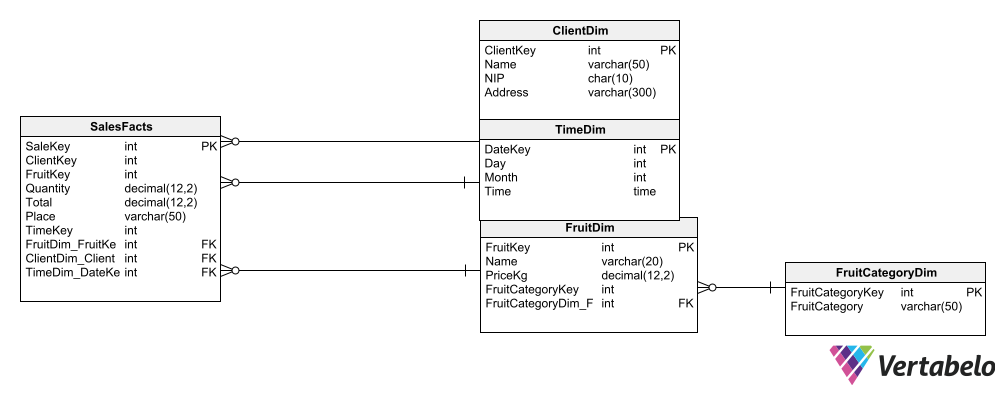 ClientDim
ClientKey int PK
Name varchar(50)
NIP char(10)
Address varchar(300)
SalesFacts
SaleKey int PK
ClientKey int
FruitKey int
Quantity decimal(12,2)
Total decimal(12,2)
Place varchar(50)
TimeKey int
FruitDim_FruitKe int FK
ClientDim_Client int FK
TimeDim_DateKe int FK
TimeDim
DateKey int PK
Day int
Month int
Time time
FruitDim
FruitKey int PK
Name varchar(20)
PriceKg decimal(12,2)
FruitCategoryKey int
FruitCategoryDim_F int FK
FruitCategoryDim
FruitCategoryKey int PK
FruitCategory varchar(50)
Vertabelo